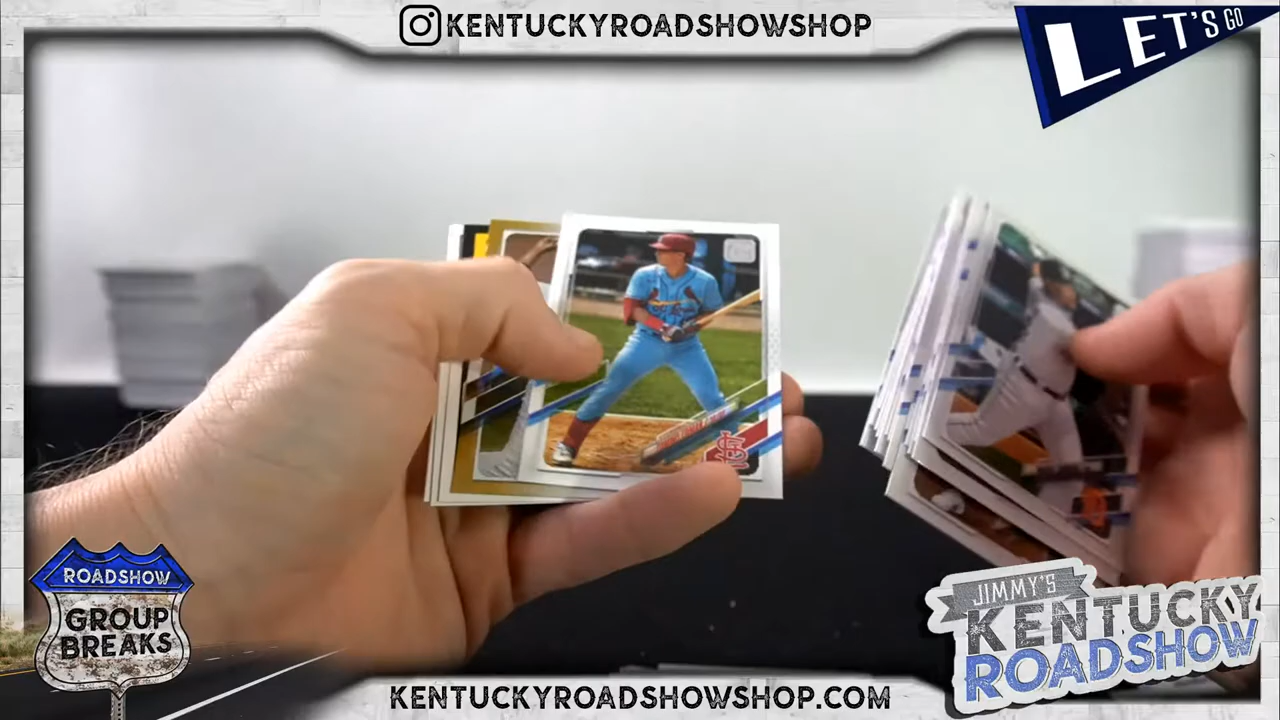 KENTUCKYROADSHOWSHOP
LET'S GO
ROADSHOW
GROUP
BREAKS
JIMMY'S
KENTUCKY
ROADSHOW
KENTUCKYROADSHOWSHOP.COM